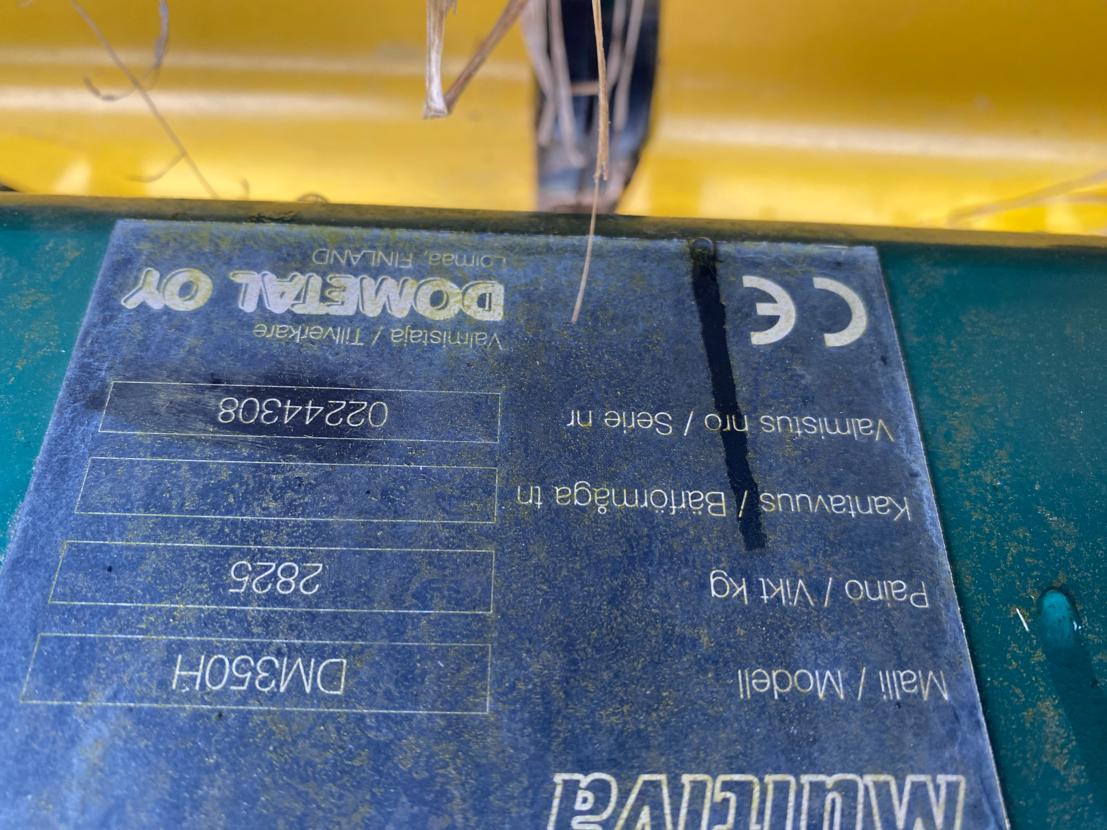 Multiva
Malli / Modell DM350H
Paino / Vikt kg 2825
Kantavuus / Bärförmåga tn
Valmistus nro / Serie nr 02244308
Valmistaja / Tillverkare
CE DOMETAL OY
Loimaa, FINLAND